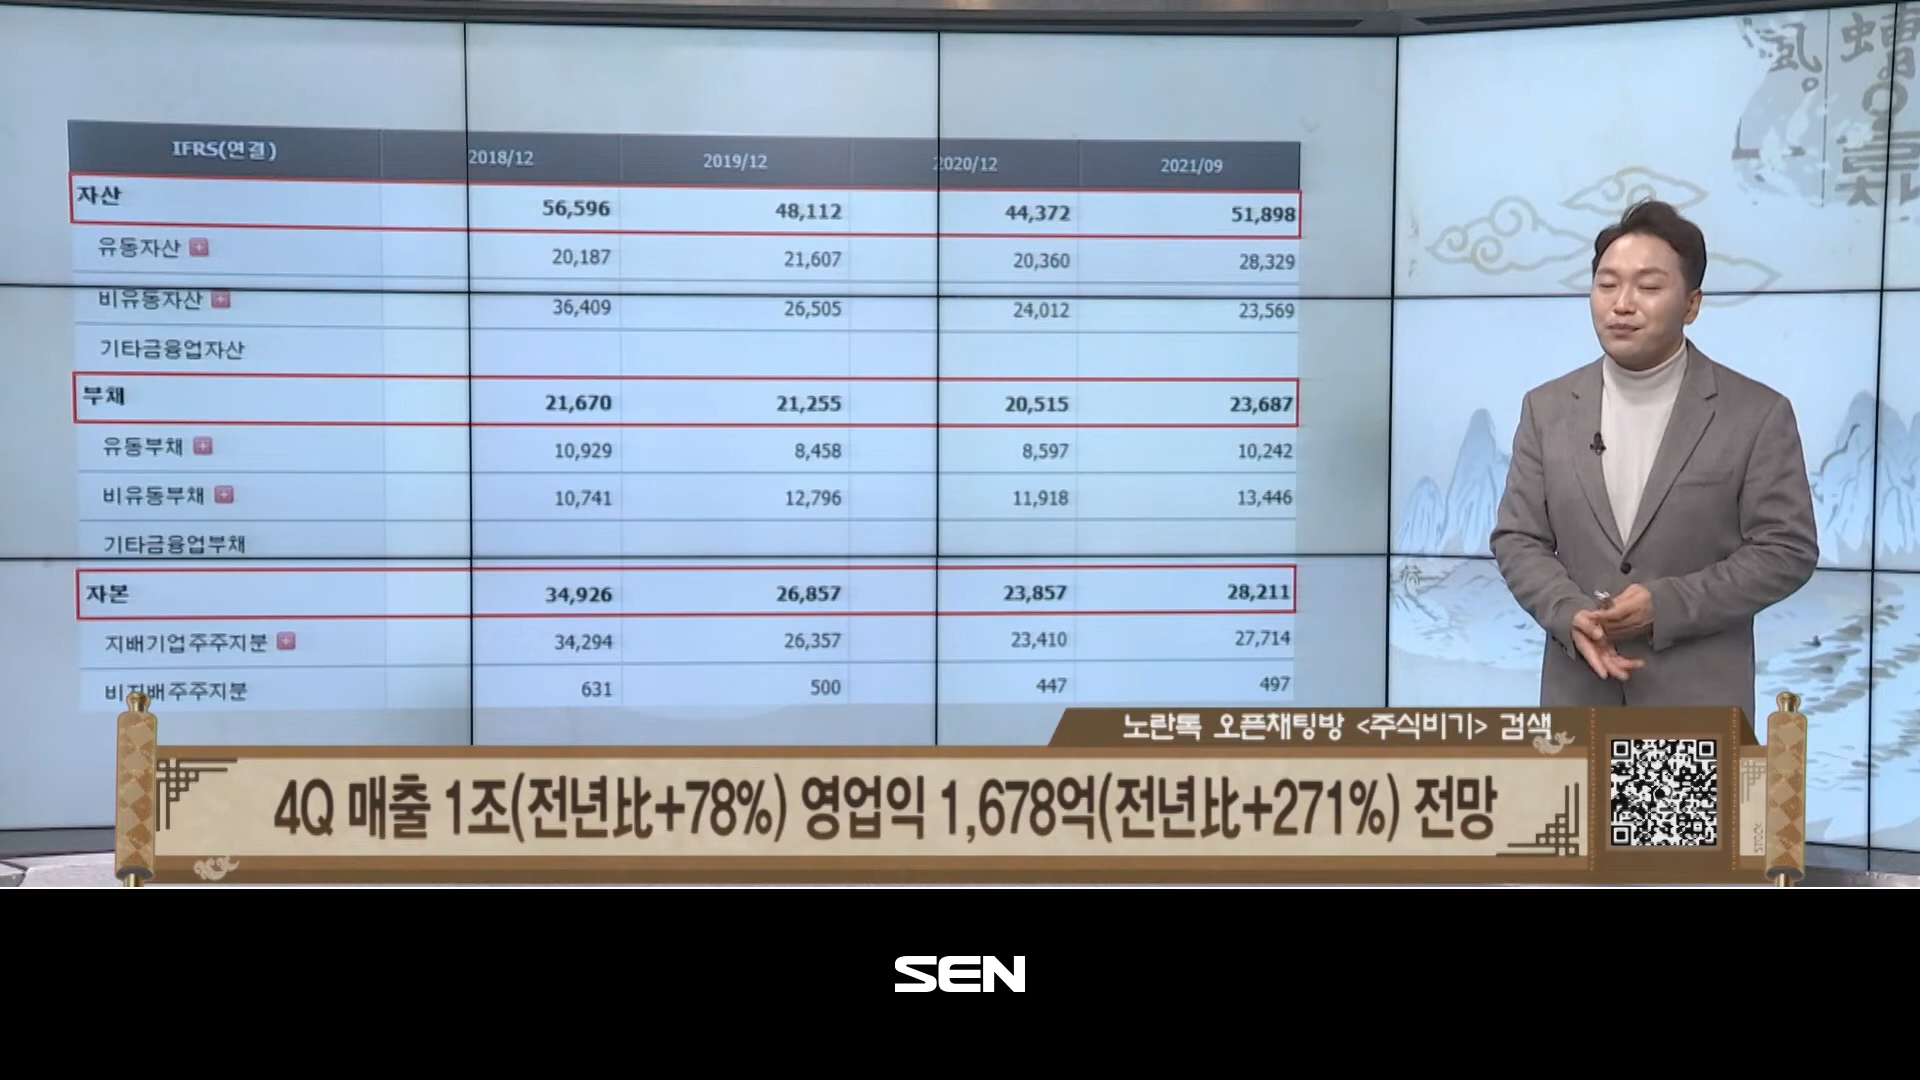 IFRS(연결) 2018/12 2019/12 2020/12 2021/09
자산 56,596 48,112 44,372 51,898
유동자산 20,187 21,607 20,360 28,329
비유동자산 36,409 26,505 24,012 23,569
기타금융업자산
부채 21,670 21,255 20,515 23,687
유동부채 10,929 8,458 8,597 10,242
비유동부채 10,741 12,796 11,918 13,446
기타금융업부채
자본 34,926 26,857 23,857 28,211
지배기업주주지분 34,294 26,357 23,410 27,714
비지배주주지분 631 500 447 497
노란톡 오픈채팅방 <주식비기> 검색
4Q 매출 1조(전년比+78%) 영업익 1,678억(전년比+271%) 전망
STOCK
SEN